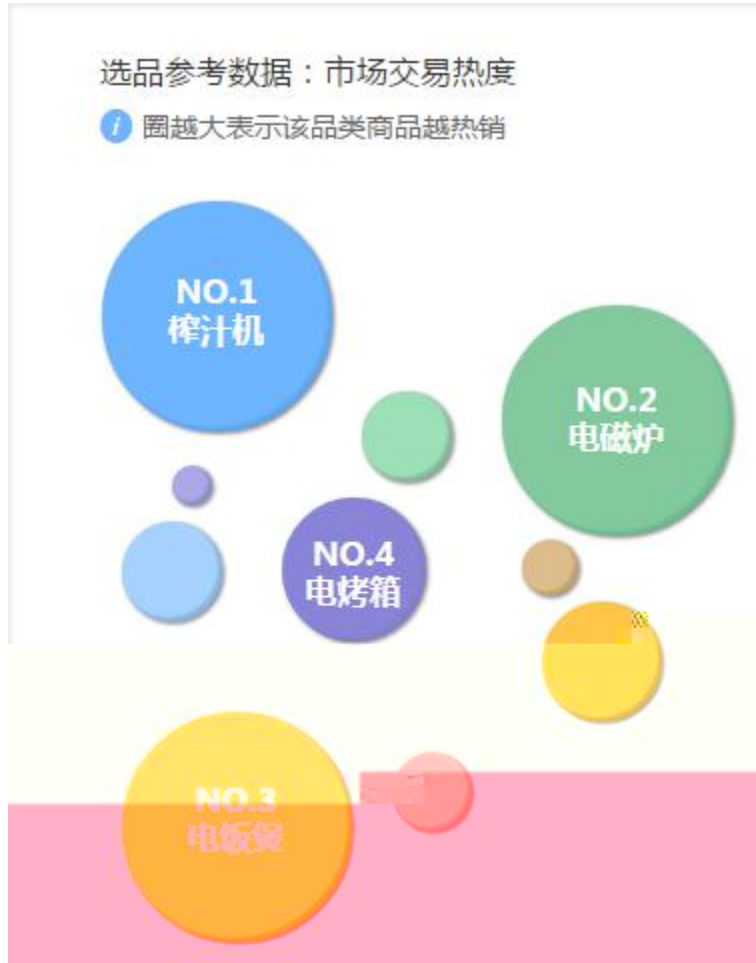 选品参考数据：市场交易热度
i 圈越大表示该品类商品越热销
NO.1
榨汁机
NO.2
电磁炉
NO.4
电烤箱
NO.3
电饭煲